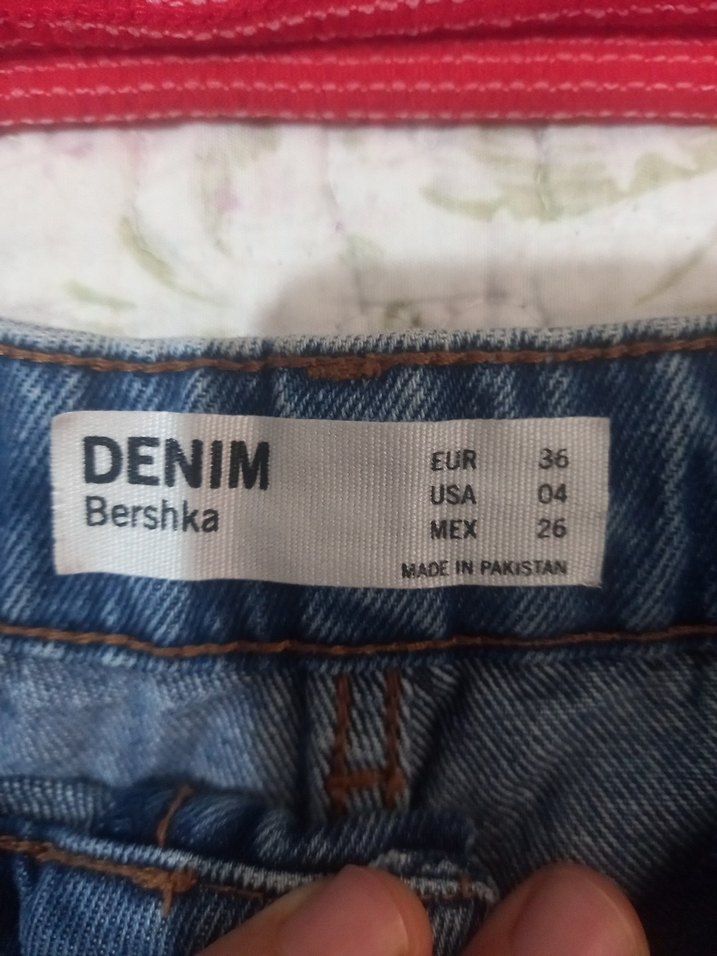 DENIM
Bershka
EUR 36
USA 04
MEX 26
MADE IN PAKISTAN